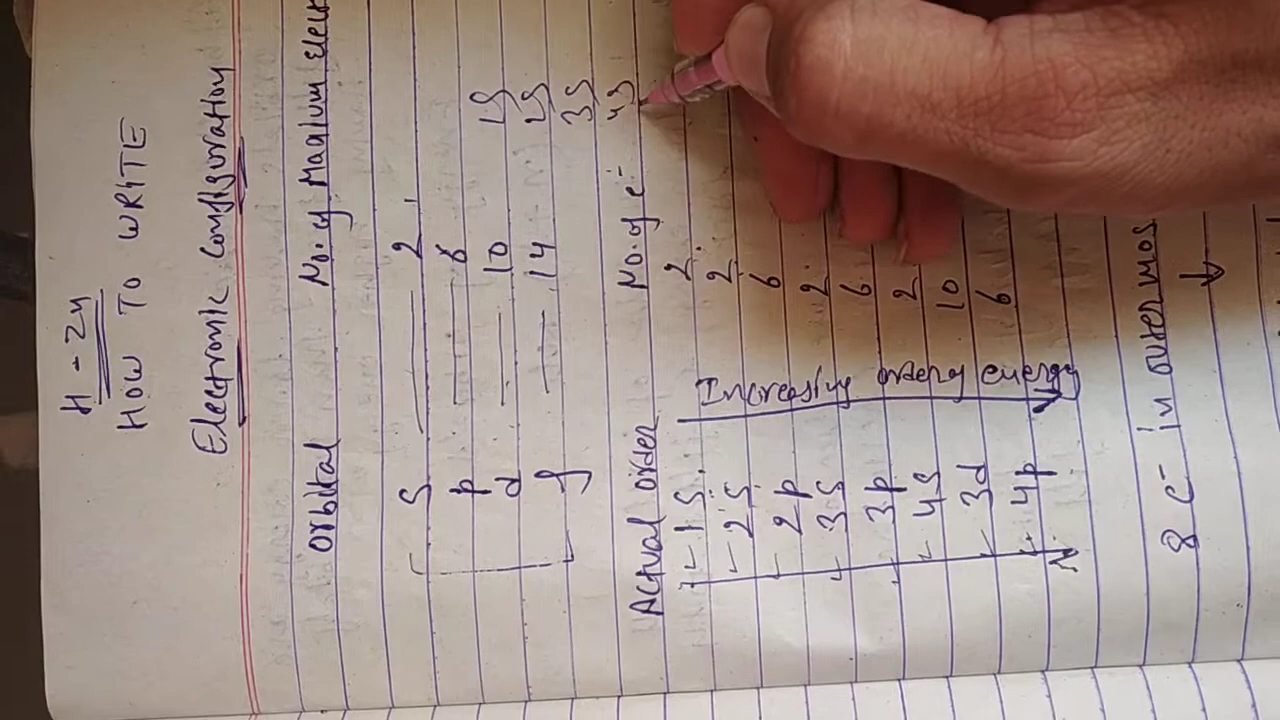 H-24
HOW TO WRITE
Electronic Configuration
Orbital No. of Maximum Elect
s 2
p 6
d 10 1S
f 14 2S
3S
4S
Actual order No. of e-
1S 2
2S 2
2p 6
3S 2
3p 6
4S 2
3d 10
4p 6
Increasing order of energy
8 e- in outermos